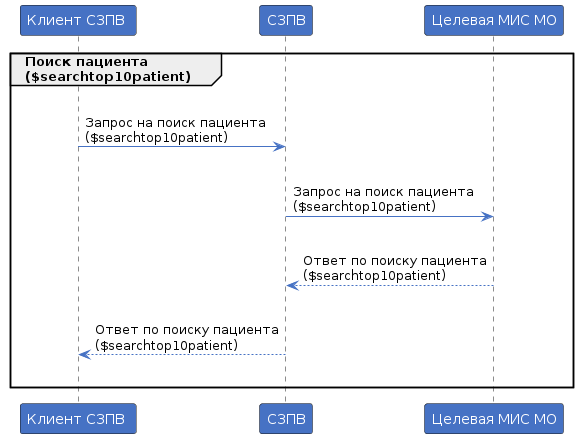 Клиент СЗПВ
СЗПВ
Целевая МИС МО
Поиск пациента
($searchtop10patient)
Запрос на поиск пациента
($searchtop10patient)
Запрос на поиск пациента
($searchtop10patient)
Ответ по поиску пациента
($searchtop10patient)
Ответ по поиску пациента
($searchtop10patient)
Клиент СЗПВ
СЗПВ
Целевая МИС МО